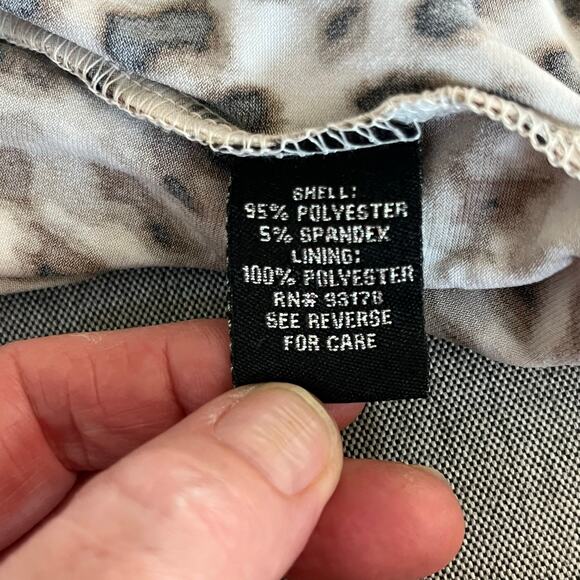 SHELL:
95% POLYESTER
5% SPANDEX
LINING:
100% POLYESTER
RN# 93178
SEE REVERSE
FOR CARE